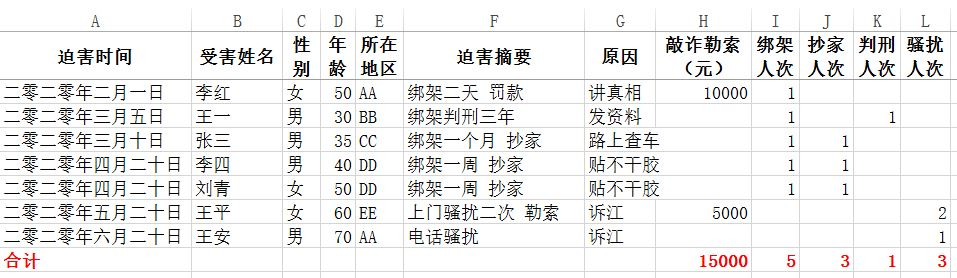 A B C D E F G H I J K L
迫害时间 受害姓名 性别 年龄 所在地区 迫害摘要 原因 敲诈勒索（元） 绑架人次 抄家人次 判刑人次 骚扰人次
二零二零年二月一日 李红 女 50 AA 绑架二天 罚款 讲真相 10000 1
二零二零年三月五日 王一 男 30 BB 绑架判刑三年 发资料 1 1
二零二零年三月十日 张三 男 35 CC 绑架一个月 抄家 路上查车 1 1
二零二零年四月二十日 李四 男 40 DD 绑架一周 抄家 贴不干胶 1 1
二零二零年四月二十日 刘青 女 50 DD 绑架一周 抄家 贴不干胶 1 1
二零二零年五月二十日 王平 女 60 EE 上门骚扰二次 勒索 诉江 5000 2
二零二零年六月二十日 王安 男 70 AA 电话骚扰 诉江 1
合计 15000 5 3 1 3